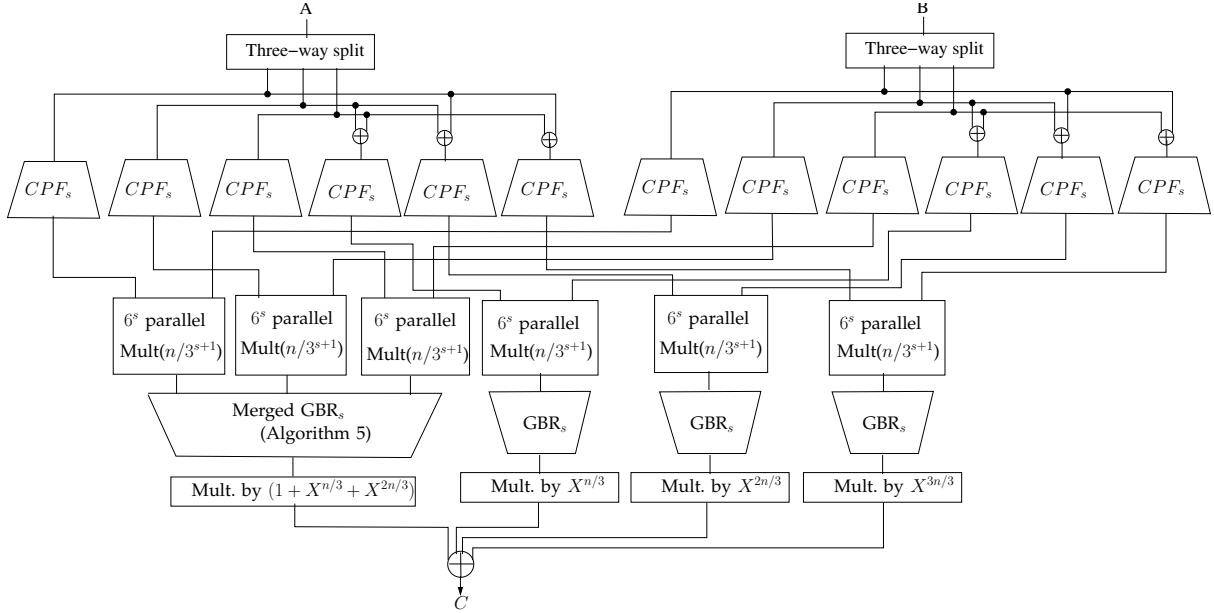 A
B
Three−way split
Three−way split
CPF_s
CPF_s
CPF_s
CPF_s
CPF_s
CPF_s
CPF_s
CPF_s
CPF_s
CPF_s
CPF_s
CPF_s
6^s parallel
Mult(n/3^{s+1})
6^s parallel
Mult(n/3^{s+1})
6^s parallel
Mult(n/3^{s+1})
6^s parallel
Mult(n/3^{s+1})
6^s parallel
Mult(n/3^{s+1})
6^s parallel
Mult(n/3^{s+1})
Merged GBR_s
(Algorithm 5)
GBR_s
GBR_s
GBR_s
Mult. by (1 + X^{n/3} + X^{2n/3})
Mult. by X^{n/3}
Mult. by X^{2n/3}
Mult. by X^{3n/3}
C